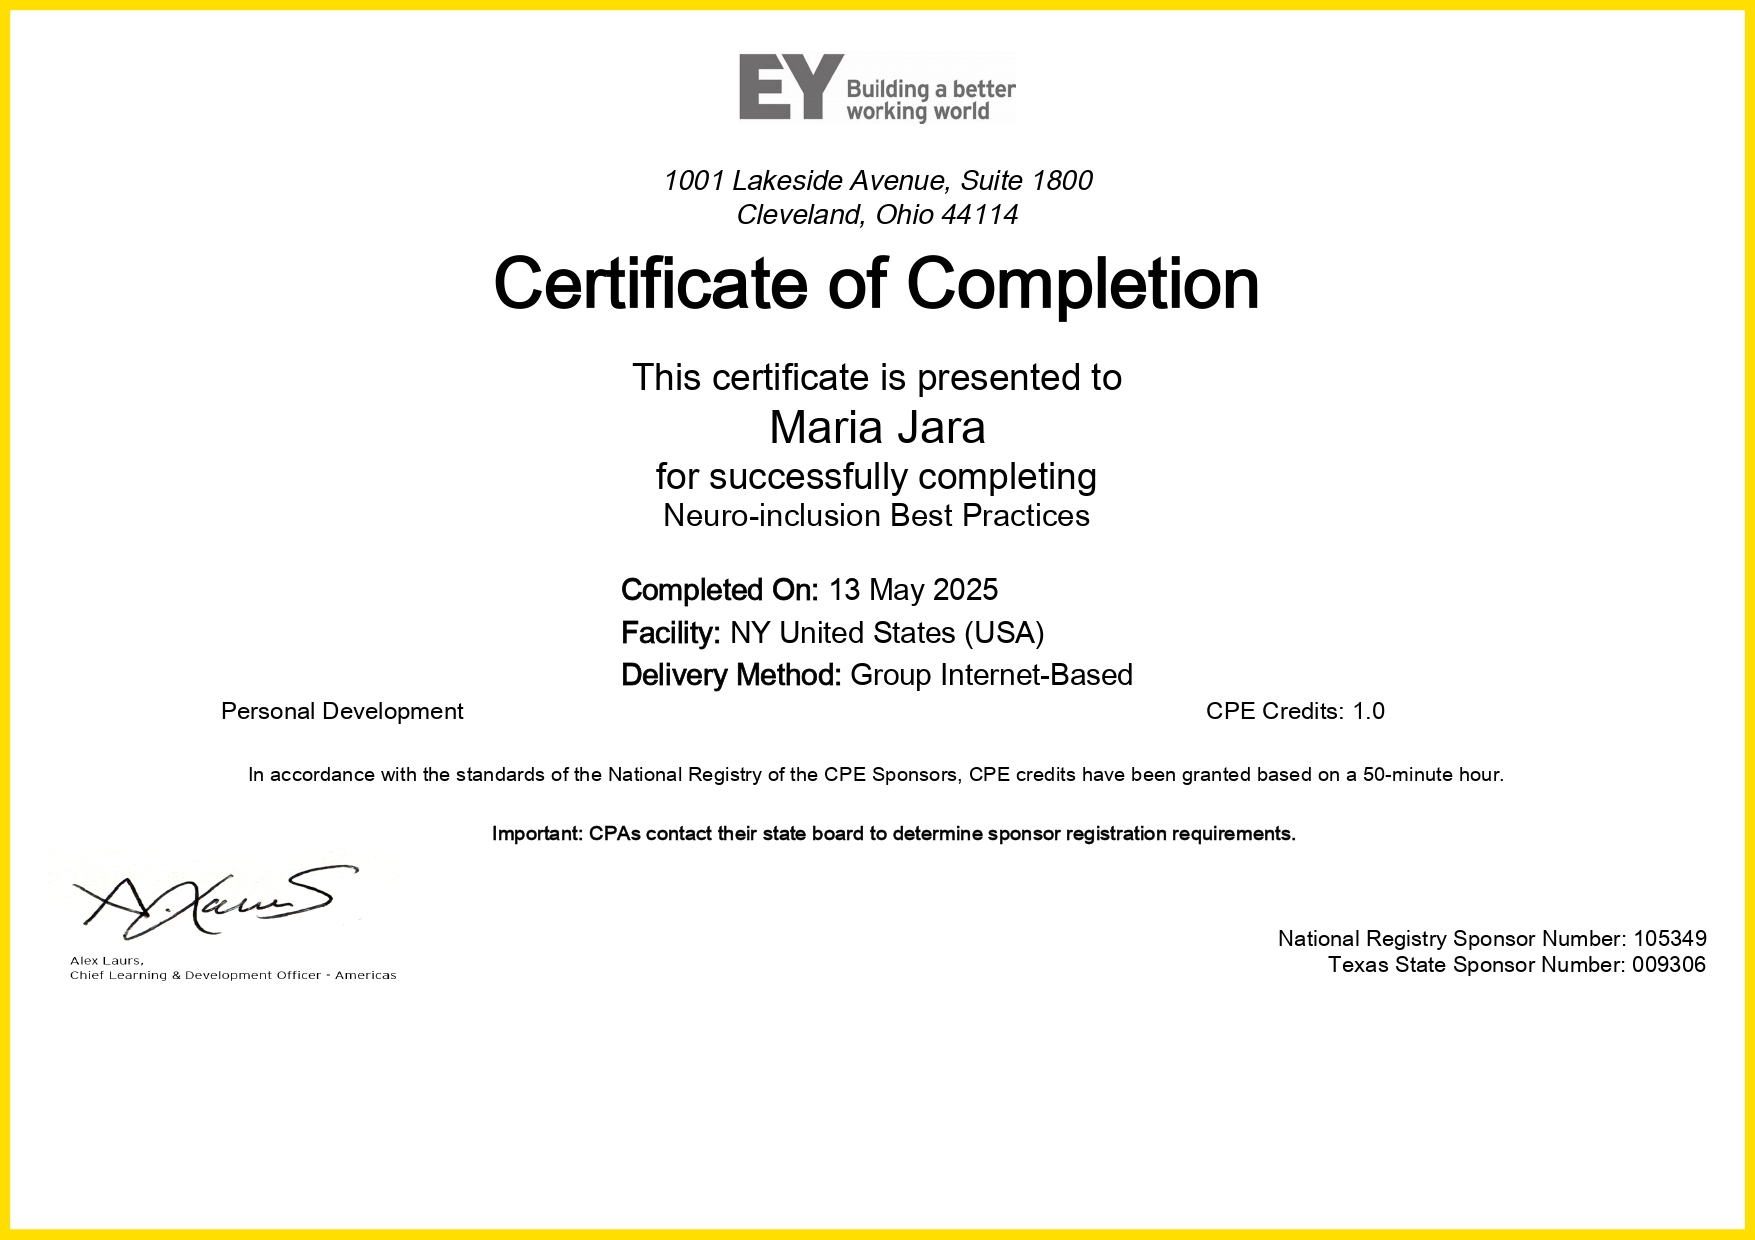 EY Building a better
working world
1001 Lakeside Avenue, Suite 1800
Cleveland, Ohio 44114
Certificate of Completion
This certificate is presented to
Maria Jara
for successfully completing
Neuro-inclusion Best Practices
Completed On: 13 May 2025
Facility: NY United States (USA)
Delivery Method: Group Internet-Based
Personal Development CPE Credits: 1.0
In accordance with the standards of the National Registry of the CPE Sponsors, CPE credits have been granted based on a 50-minute hour.
Important: CPAs contact their state board to determine sponsor registration requirements.
A. Laurs
Alex Laurs,
Chief Learning & Development Officer - Americas
National Registry Sponsor Number: 105349
Texas State Sponsor Number: 009306